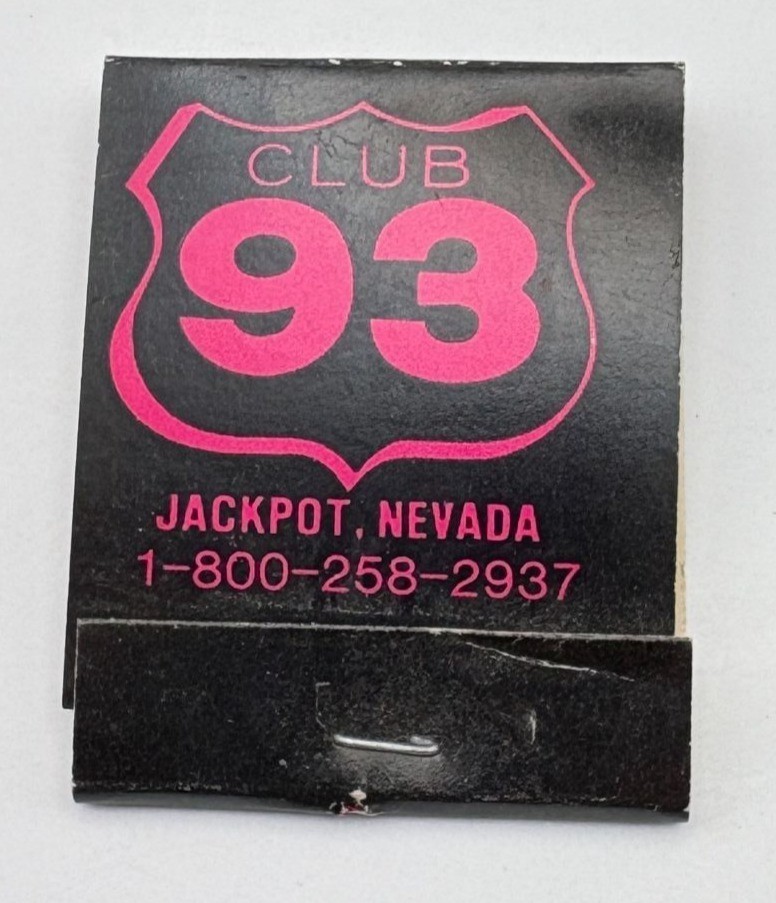 CLUB
93
JACKPOT, NEVADA
1-800-258-2937